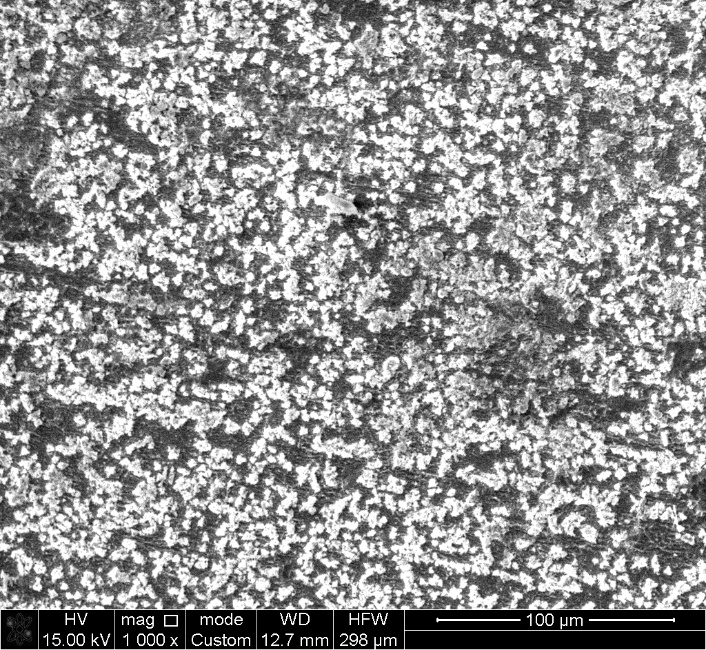 HV mag □ mode WD HFW 100 µm
15.00 kV 1 000 x Custom 12.7 mm 298 µm